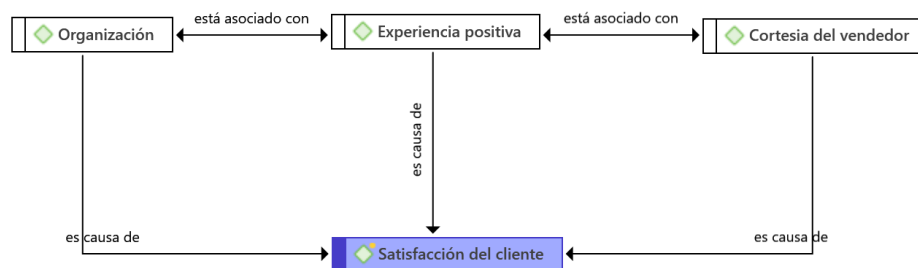 está asociado con
está asociado con
Organización
Experiencia positiva
Cortesia del vendedor
es causa de
es causa de
es causa de
Satisfacción del cliente